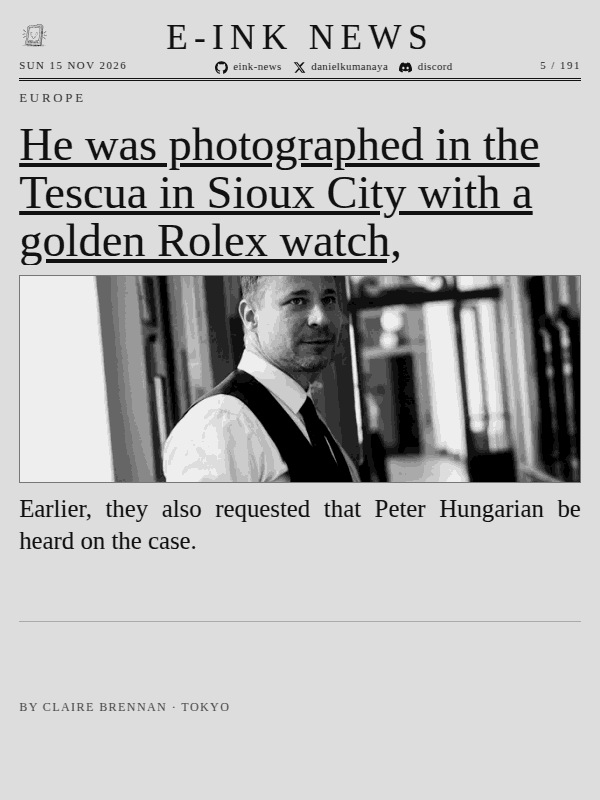 E-INK NEWS
SUN 15 NOV 2026
eink-news
danielkumanaya
discord
5 / 191
EUROPE
He was photographed in the
Tescua in Sioux City with a
golden Rolex watch,
Earlier, they also requested that Peter Hungarian be
heard on the case.
BY CLAIRE BRENNAN · TOKYO